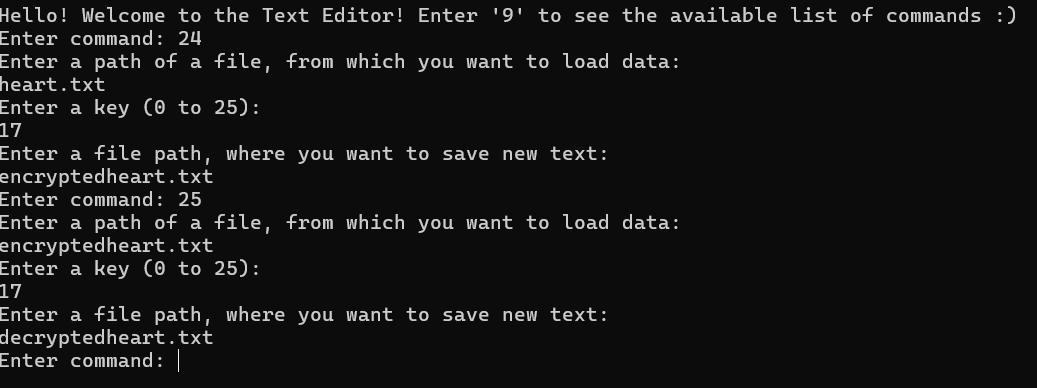 Hello! Welcome to the Text Editor! Enter '9' to see the available list of commands :)
Enter command: 24
Enter a path of a file, from which you want to load data:
heart.txt
Enter a key (0 to 25):
17
Enter a file path, where you want to save new text:
encryptedheart.txt
Enter command: 25
Enter a path of a file, from which you want to load data:
encryptedheart.txt
Enter a key (0 to 25):
17
Enter a file path, where you want to save new text:
decryptedheart.txt
Enter command: